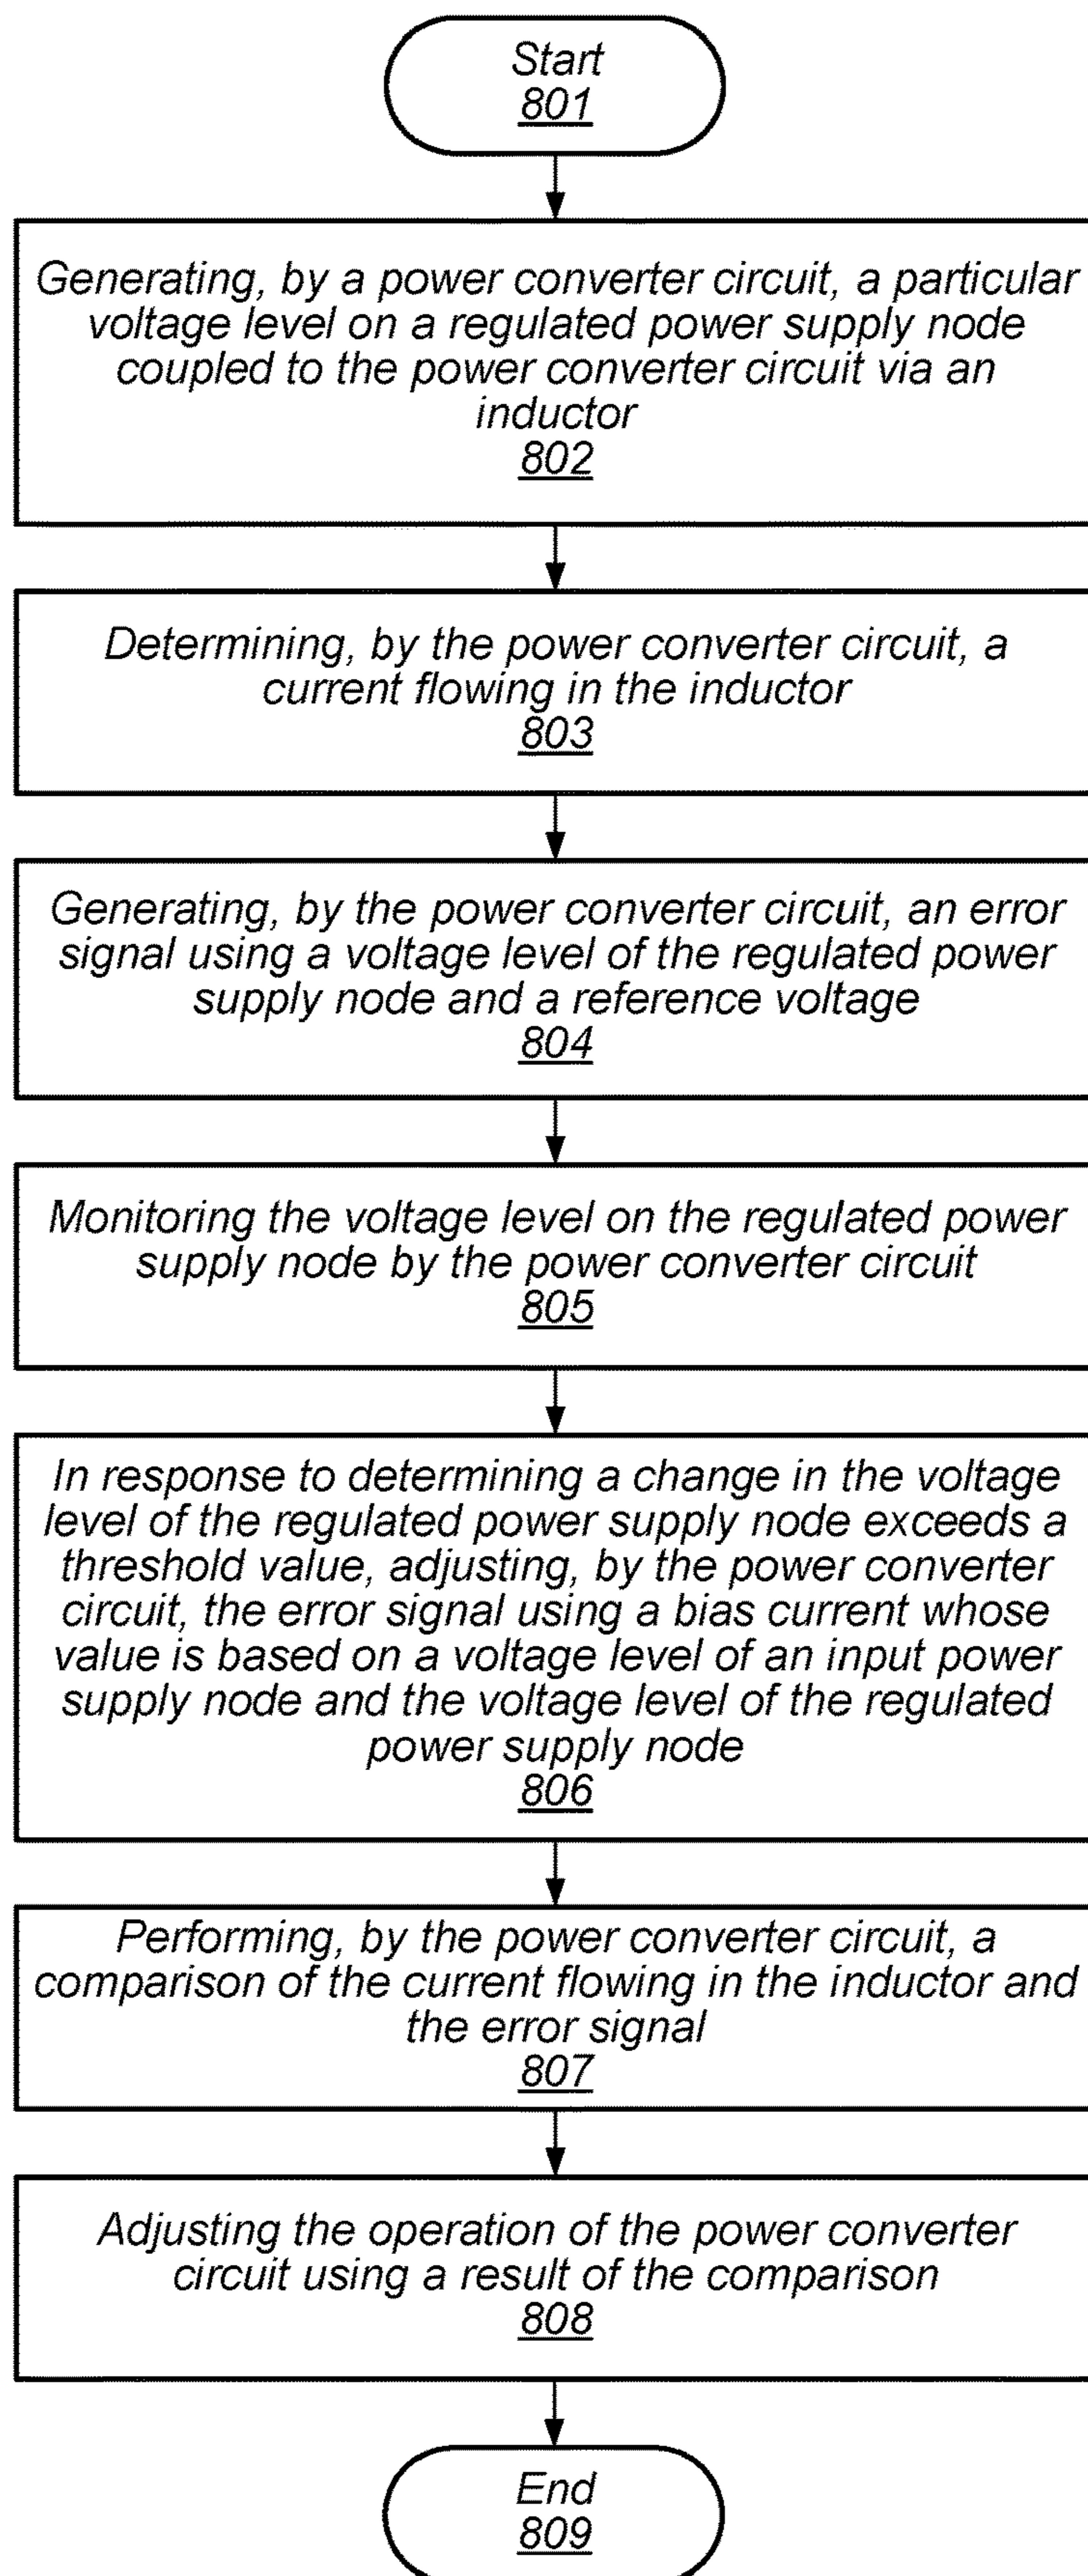 Start
801
Generating, by a power converter circuit, a particular
voltage level on a regulated power supply node
coupled to the power converter circuit via an
inductor
802
Determining, by the power converter circuit, a
current flowing in the inductor
803
Generating, by the power converter circuit, an error
signal using a voltage level of the regulated power
supply node and a reference voltage
804
Monitoring the voltage level on the regulated power
supply node by the power converter circuit
805
In response to determining a change in the voltage
level of the regulated power supply node exceeds a
threshold value, adjusting, by the power converter
circuit, the error signal using a bias current whose
value is based on a voltage level of an input power
supply node and the voltage level of the regulated
power supply node
806
Performing, by the power converter circuit, a
comparison of the current flowing in the inductor and
the error signal
807
Adjusting the operation of the power converter
circuit using a result of the comparison
808
End
809